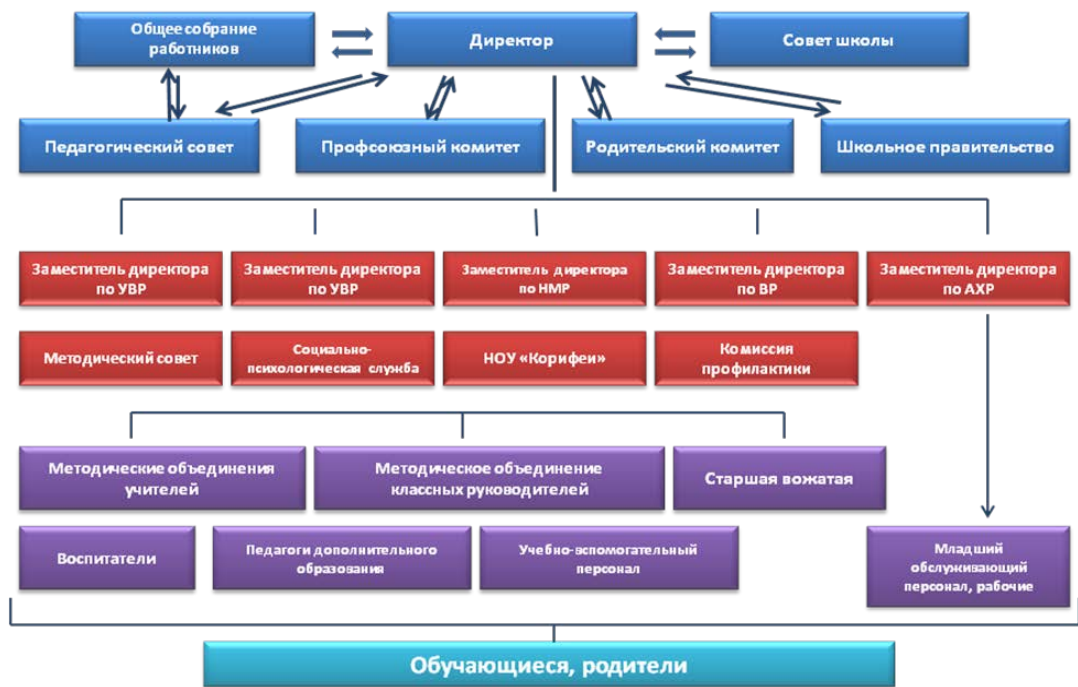 Общее собрание
работников
Директор
Совет школы
Педагогический совет
Профсоюзный комитет
Родительский комитет
Школьное правительство
Заместитель директора
по УВР
Заместитель директора
по УВР
Заместитель директора
по НМР
Заместитель директора
по ВР
Заместитель директора
по АХР
Методический совет
Социально-
психологическая служба
НОУ «Корифеи»
Комиссия
профилактики
Методические объединения
учителей
Методическое объединение
классных руководителей
Старшая вожатая
Воспитатели
Педагоги дополнительного
образования
Учебно-вспомогательный
персонал
Младший
обслуживающий
персонал, рабочие
Обучающиеся, родители